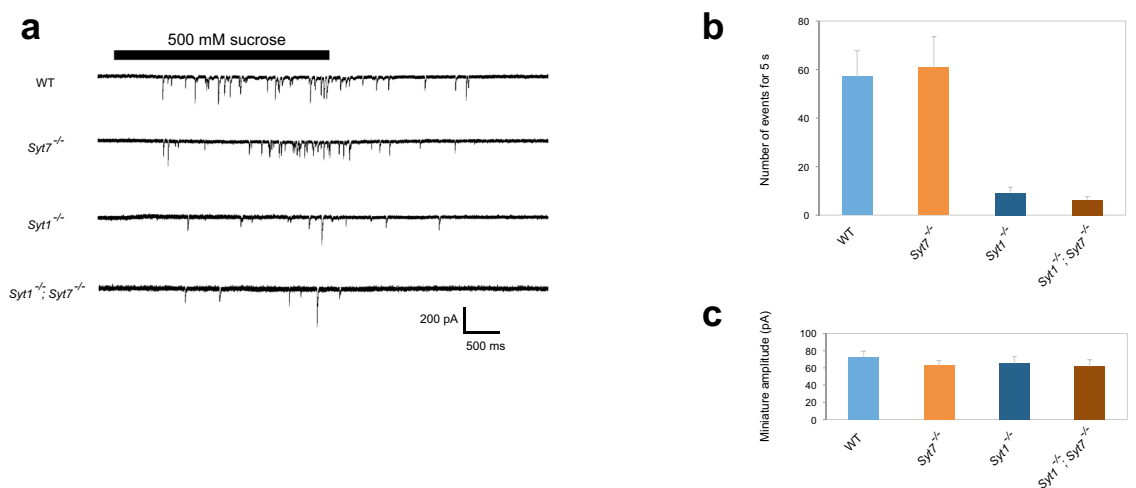 a
500 mM sucrose
WT
Syt7⁻/⁻
Syt1⁻/⁻
Syt1⁻/⁻; Syt7⁻/⁻
200 pA
500 ms
b
Number of events for 5 s
80
60
40
20
0
WT
Syt7⁻/⁻
Syt1⁻/⁻
Syt1⁻/⁻; Syt7⁻/⁻
c
Miniature amplitude (pA)
100
80
60
40
20
0
WT
Syt7⁻/⁻
Syt1⁻/⁻
Syt1⁻/⁻; Syt7⁻/⁻